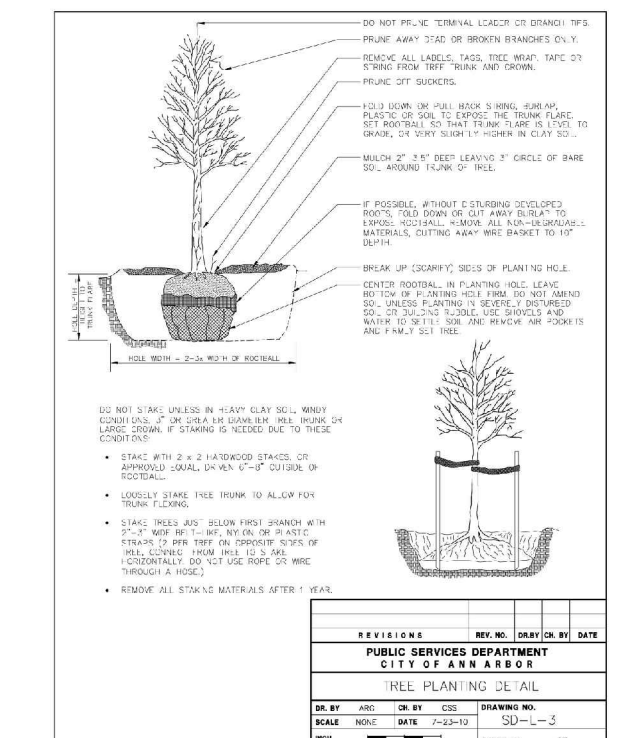 DO NOT PRUNE TERMINAL LEADER OR BRANCH TIPS.
PRUNE AWAY DEAD OR BROKEN BRANCHES ONLY.
REMOVE ALL LABELS, TAGS, TREE WRAP, TAPE OR
STRING FROM TREE TRUNK AND CROWN.
PRUNE OFF SUCKERS.
FOLD DOWN OR PULL BACK STRING, BURLAP,
PLASTIC OR SOIL TO EXPOSE THE TRUNK FLARE.
SET ROOTBALL SO THAT TRUNK FLARE IS LEVEL TO
GRADE, OR VERY SLIGHTLY HIGHER IN CLAY SOIL.
MULCH 2"-3.5" DEEP LEAVING 3" CIRCLE OF BARE
SOIL AROUND TRUNK OF TREE.
IF POSSIBLE, WITHOUT DISTURBING DEVELOPED
ROOTS, FOLD DOWN OR CUT AWAY BURLAP TO
EXPOSE ROOTBALL. REMOVE ALL NON-DEGRADABLE
MATERIALS, CUTTING AWAY WIRE BASKET TO 10"
DEPTH.
BREAK UP (SCARIFY) SIDES OF PLANTING HOLE.
CENTER ROOTBALL IN PLANTING HOLE. LEAVE
BOTTOM OF PLANTING HOLE FIRM. DO NOT AMEND
SOIL UNLESS PLANTING IN SEVERELY DISTURBED
SOIL OR BUILDING RUBBLE. USE SHOVELS AND
WATER TO SETTLE SOIL AND REMOVE AIR POCKETS
AND FIRMLY SET TREE.
HOLE DEPTH
= HEIGHT TO
TRUNK FLARE
HOLE WIDTH = 2-3x WIDTH OF ROOTBALL
DO NOT STAKE UNLESS IN HEAVY CLAY SOIL, WINDY
CONDITIONS, 3" OR GREATER DIAMETER TREE TRUNK OR
LARGE CROWN. IF STAKING IS NEEDED DUE TO THESE
CONDITIONS:
• STAKE WITH 2 x 2 HARDWOOD STAKES, OR
APPROVED EQUAL, DRIVEN 6"-8" OUTSIDE OF
ROOTBALL.
• LOOSELY STAKE TREE TRUNK TO ALLOW FOR
TRUNK FLEXING.
• STAKE TREES JUST BELOW FIRST BRANCH WITH
2"-3" WIDE BELT-LIKE, NYLON OR PLASTIC
STRAPS (2 PER TREE ON OPPOSITE SIDES OF
TREE, CONNECT FROM TREE TO STAKE
HORIZONTALLY. DO NOT USE ROPE OR WIRE
THROUGH A HOSE.)
• REMOVE ALL STAKING MATERIALS AFTER 1 YEAR.
REVISIONS REV. NO. DR.BY CH. BY DATE
PUBLIC SERVICES DEPARTMENT
CITY OF ANN ARBOR
TREE PLANTING DETAIL
DR. BY ARG CH. BY CSS DRAWING NO.
SCALE NONE DATE 7-23-10 SD-L-3